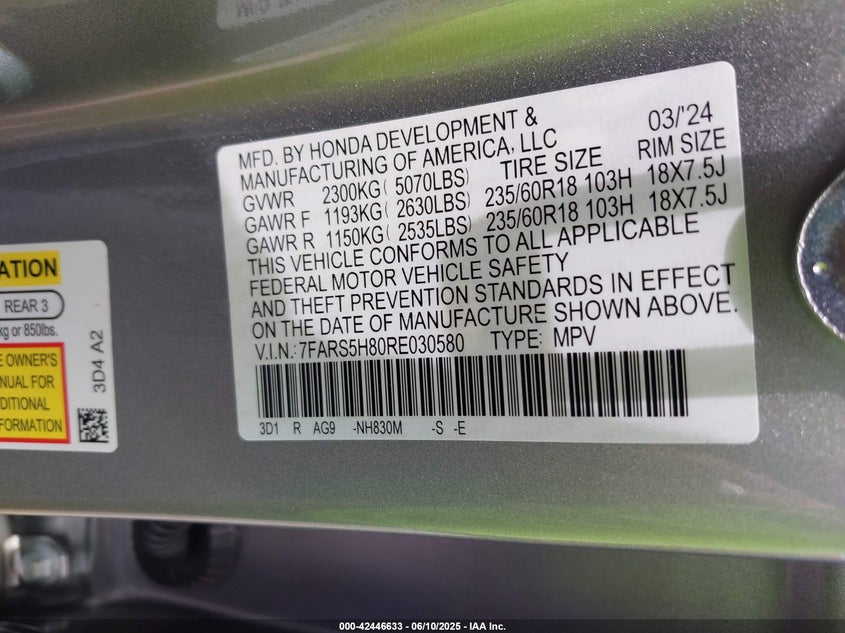 MFD. BY HONDA DEVELOPMENT & 03/'24
MANUFACTURING OF AMERICA, LLC TIRE SIZE RIM SIZE
GVWR 2300KG( 5070LBS)
GAWR F 1193KG( 2630LBS) 235/60R18 103H 18X7.5J
GAWR R 1150KG( 2535LBS) 235/60R18 103H 18X7.5J
THIS VEHICLE CONFORMS TO ALL APPLICABLE
FEDERAL MOTOR VEHICLE SAFETY
AND THEFT PREVENTION STANDARDS IN EFFECT
ON THE DATE OF MANUFACTURE SHOWN ABOVE.
V.I.N.: 7FARS5H80RE030580 TYPE: MPV
3D1 R AG9 -NH830M -S -E
ATION
REAR 3
kg or 850lbs.
E OWNER'S
NUAL FOR
DITIONAL
FORMATION
3D4 A2
000-42446633 - 06/10/2025 - IAA Inc.